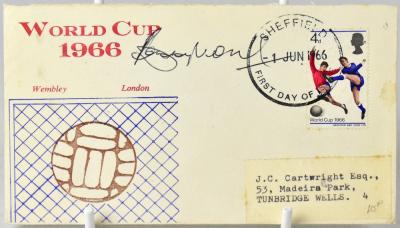 WORLD CUP
1966
Wembley London
SHEFFIELD
-1 JUN 1966
FIRST DAY OF
4d
World Cup 1966
J.C. Cartwright Esq.,
53, Madeira Park,
TUNBRIDGE WELLS. 4